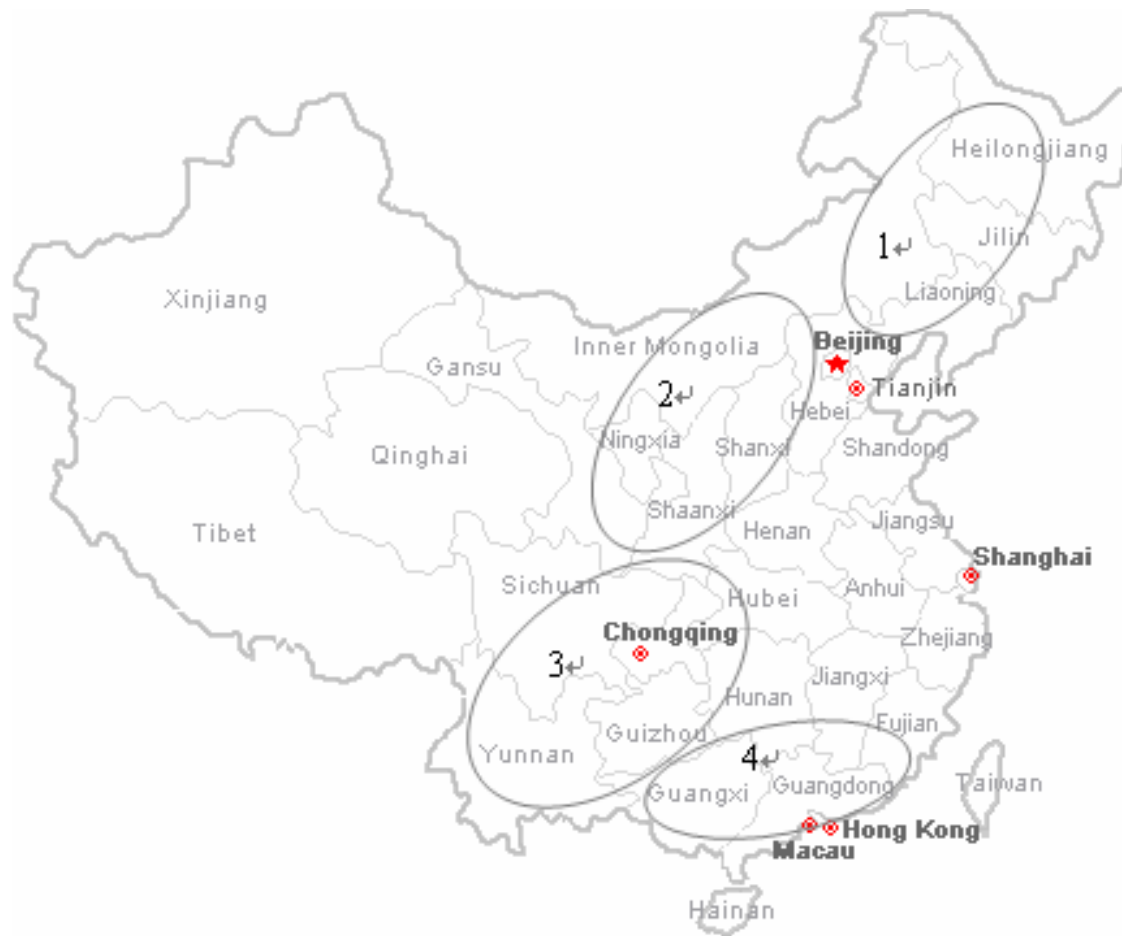 Heilongjiang
Jilin
1↵
Liaoning
Xinjiang
Beijing
Inner Mongolia
Gansu
Tianjin
2↵
Hebei
Ningxia
Shanxi
Shandong
Qinghai
Shaanxi
Jiangsu
Henan
Tibet
Shanghai
Sichuan
Anhui
Hubei
Chongqing
Zhejiang
3↵
Jiangxi
Hunan
Fujian
Guizhou
Yunnan
4↵
Guangdong
Taiwan
Guangxi
Hong Kong
Macau
Hainan